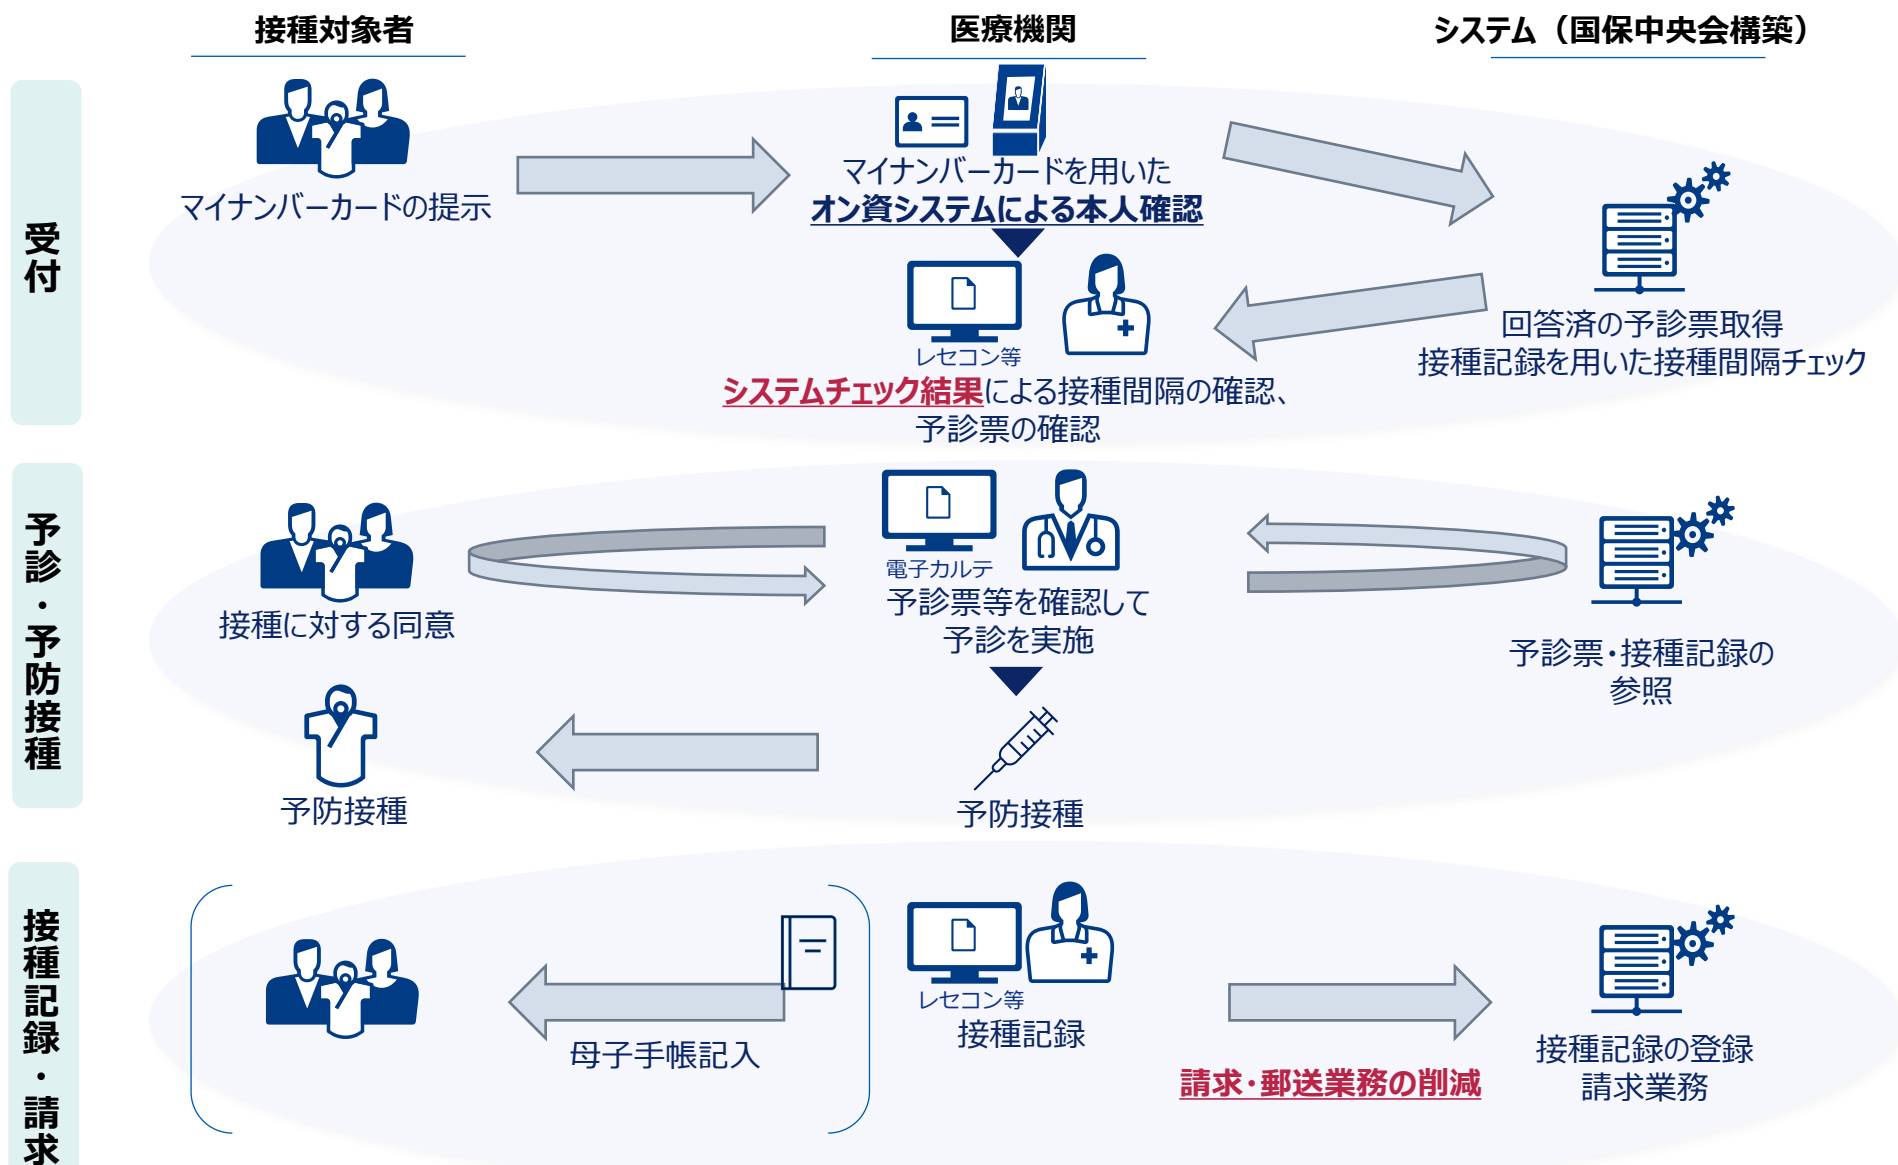 接種対象者
医療機関
システム（国保中央会構築）
受付
マイナンバーカードの提示
マイナンバーカードを用いた
オン資システムによる本人確認
レセコン等
システムチェック結果による接種間隔の確認、
予診票の確認
回答済の予診票取得
接種記録を用いた接種間隔チェック
予診・予防接種
接種に対する同意
電子カルテ
予診票等を確認して
予診を実施
予診票・接種記録の
参照
予防接種
予防接種
接種記録・請求
母子手帳記入
レセコン等
接種記録
請求・郵送業務の削減
接種記録の登録
請求業務